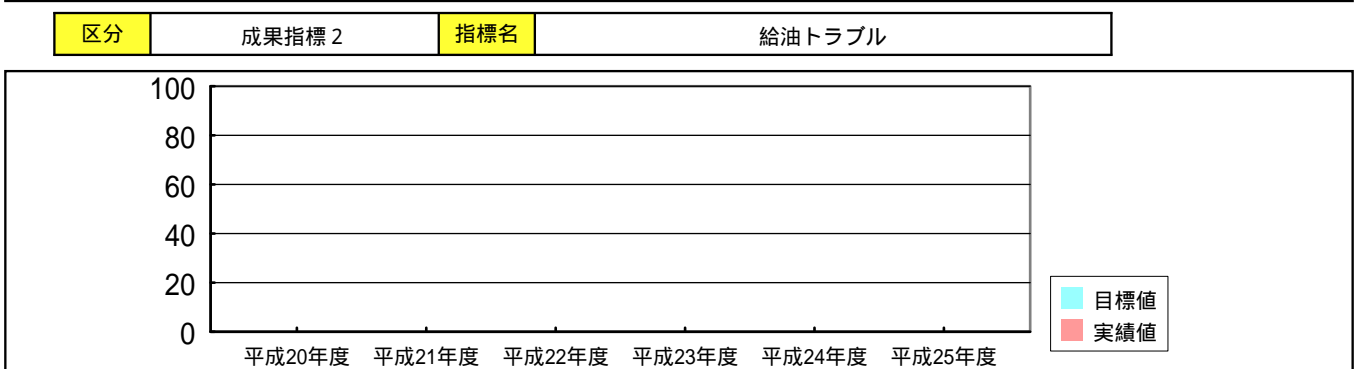 区分 成果指標2 指標名 給油トラブル
100
80
60
40
20
0
平成20年度 平成21年度 平成22年度 平成23年度 平成24年度 平成25年度
目標値
実績値